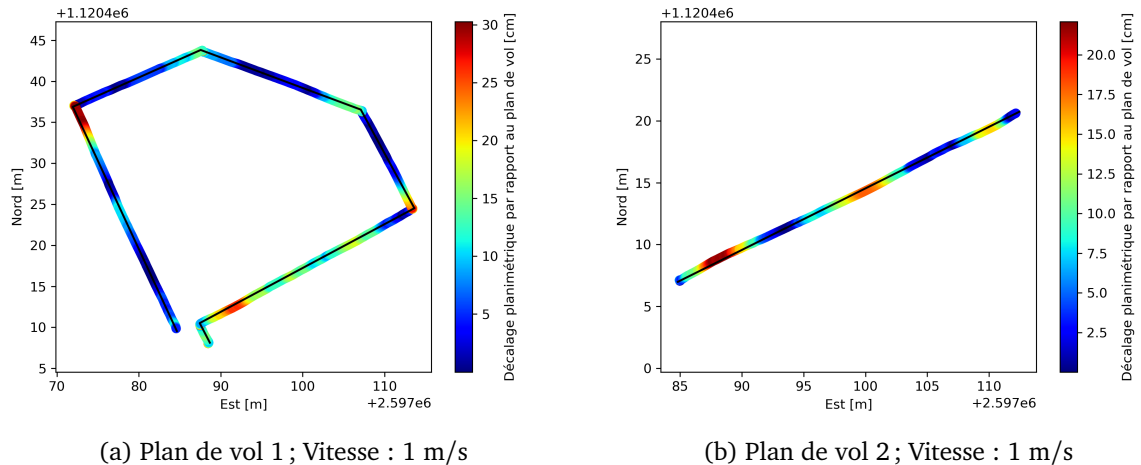 +1.1204e6
45
40
35
30
25
20
15
10
5
Nord [m]
70 80 90 100 110
Est [m]
+2.597e6
30
25
20
15
10
5
Décalage planimétrique par rapport au plan de vol [cm]
(a) Plan de vol 1 ; Vitesse : 1 m/s
+1.1204e6
25
20
15
10
5
0
Nord [m]
85 90 95 100 105 110
Est [m]
+2.597e6
20.0
17.5
15.0
12.5
10.0
7.5
5.0
2.5
Décalage planimétrique par rapport au plan de vol [cm]
(b) Plan de vol 2 ; Vitesse : 1 m/s